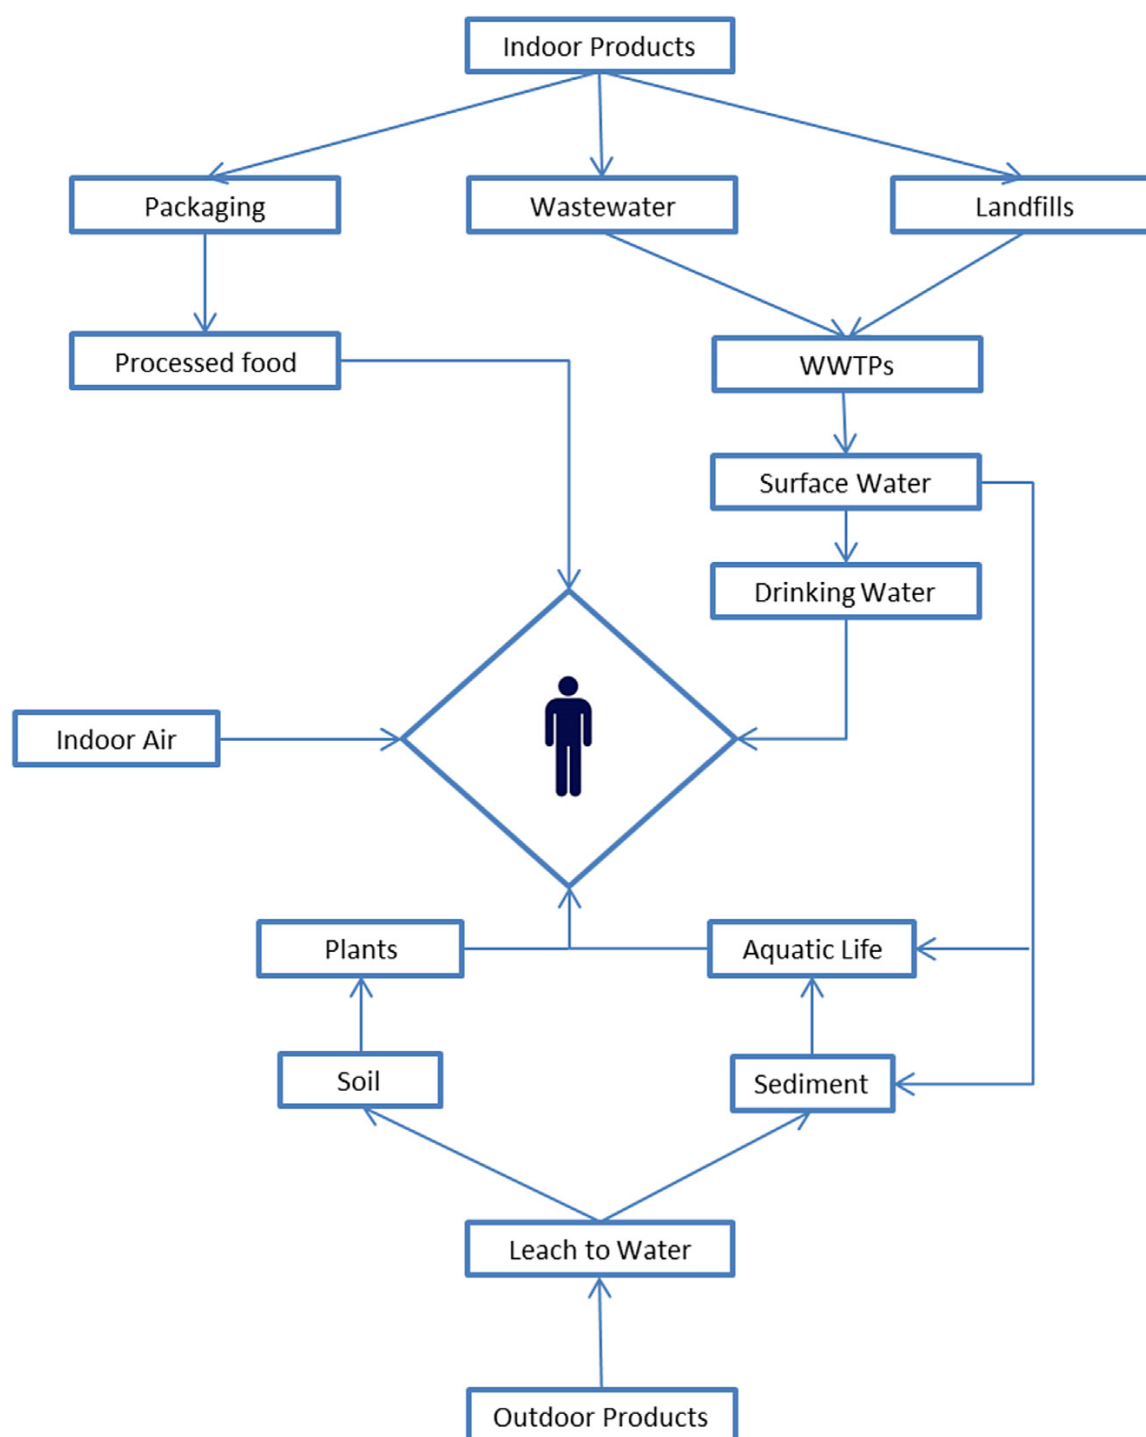 Indoor Products
Packaging
Wastewater
Landfills
Processed food
WWTPs
Surface Water
Drinking Water
Indoor Air
Plants
Aquatic Life
Soil
Sediment
Leach to Water
Outdoor Products